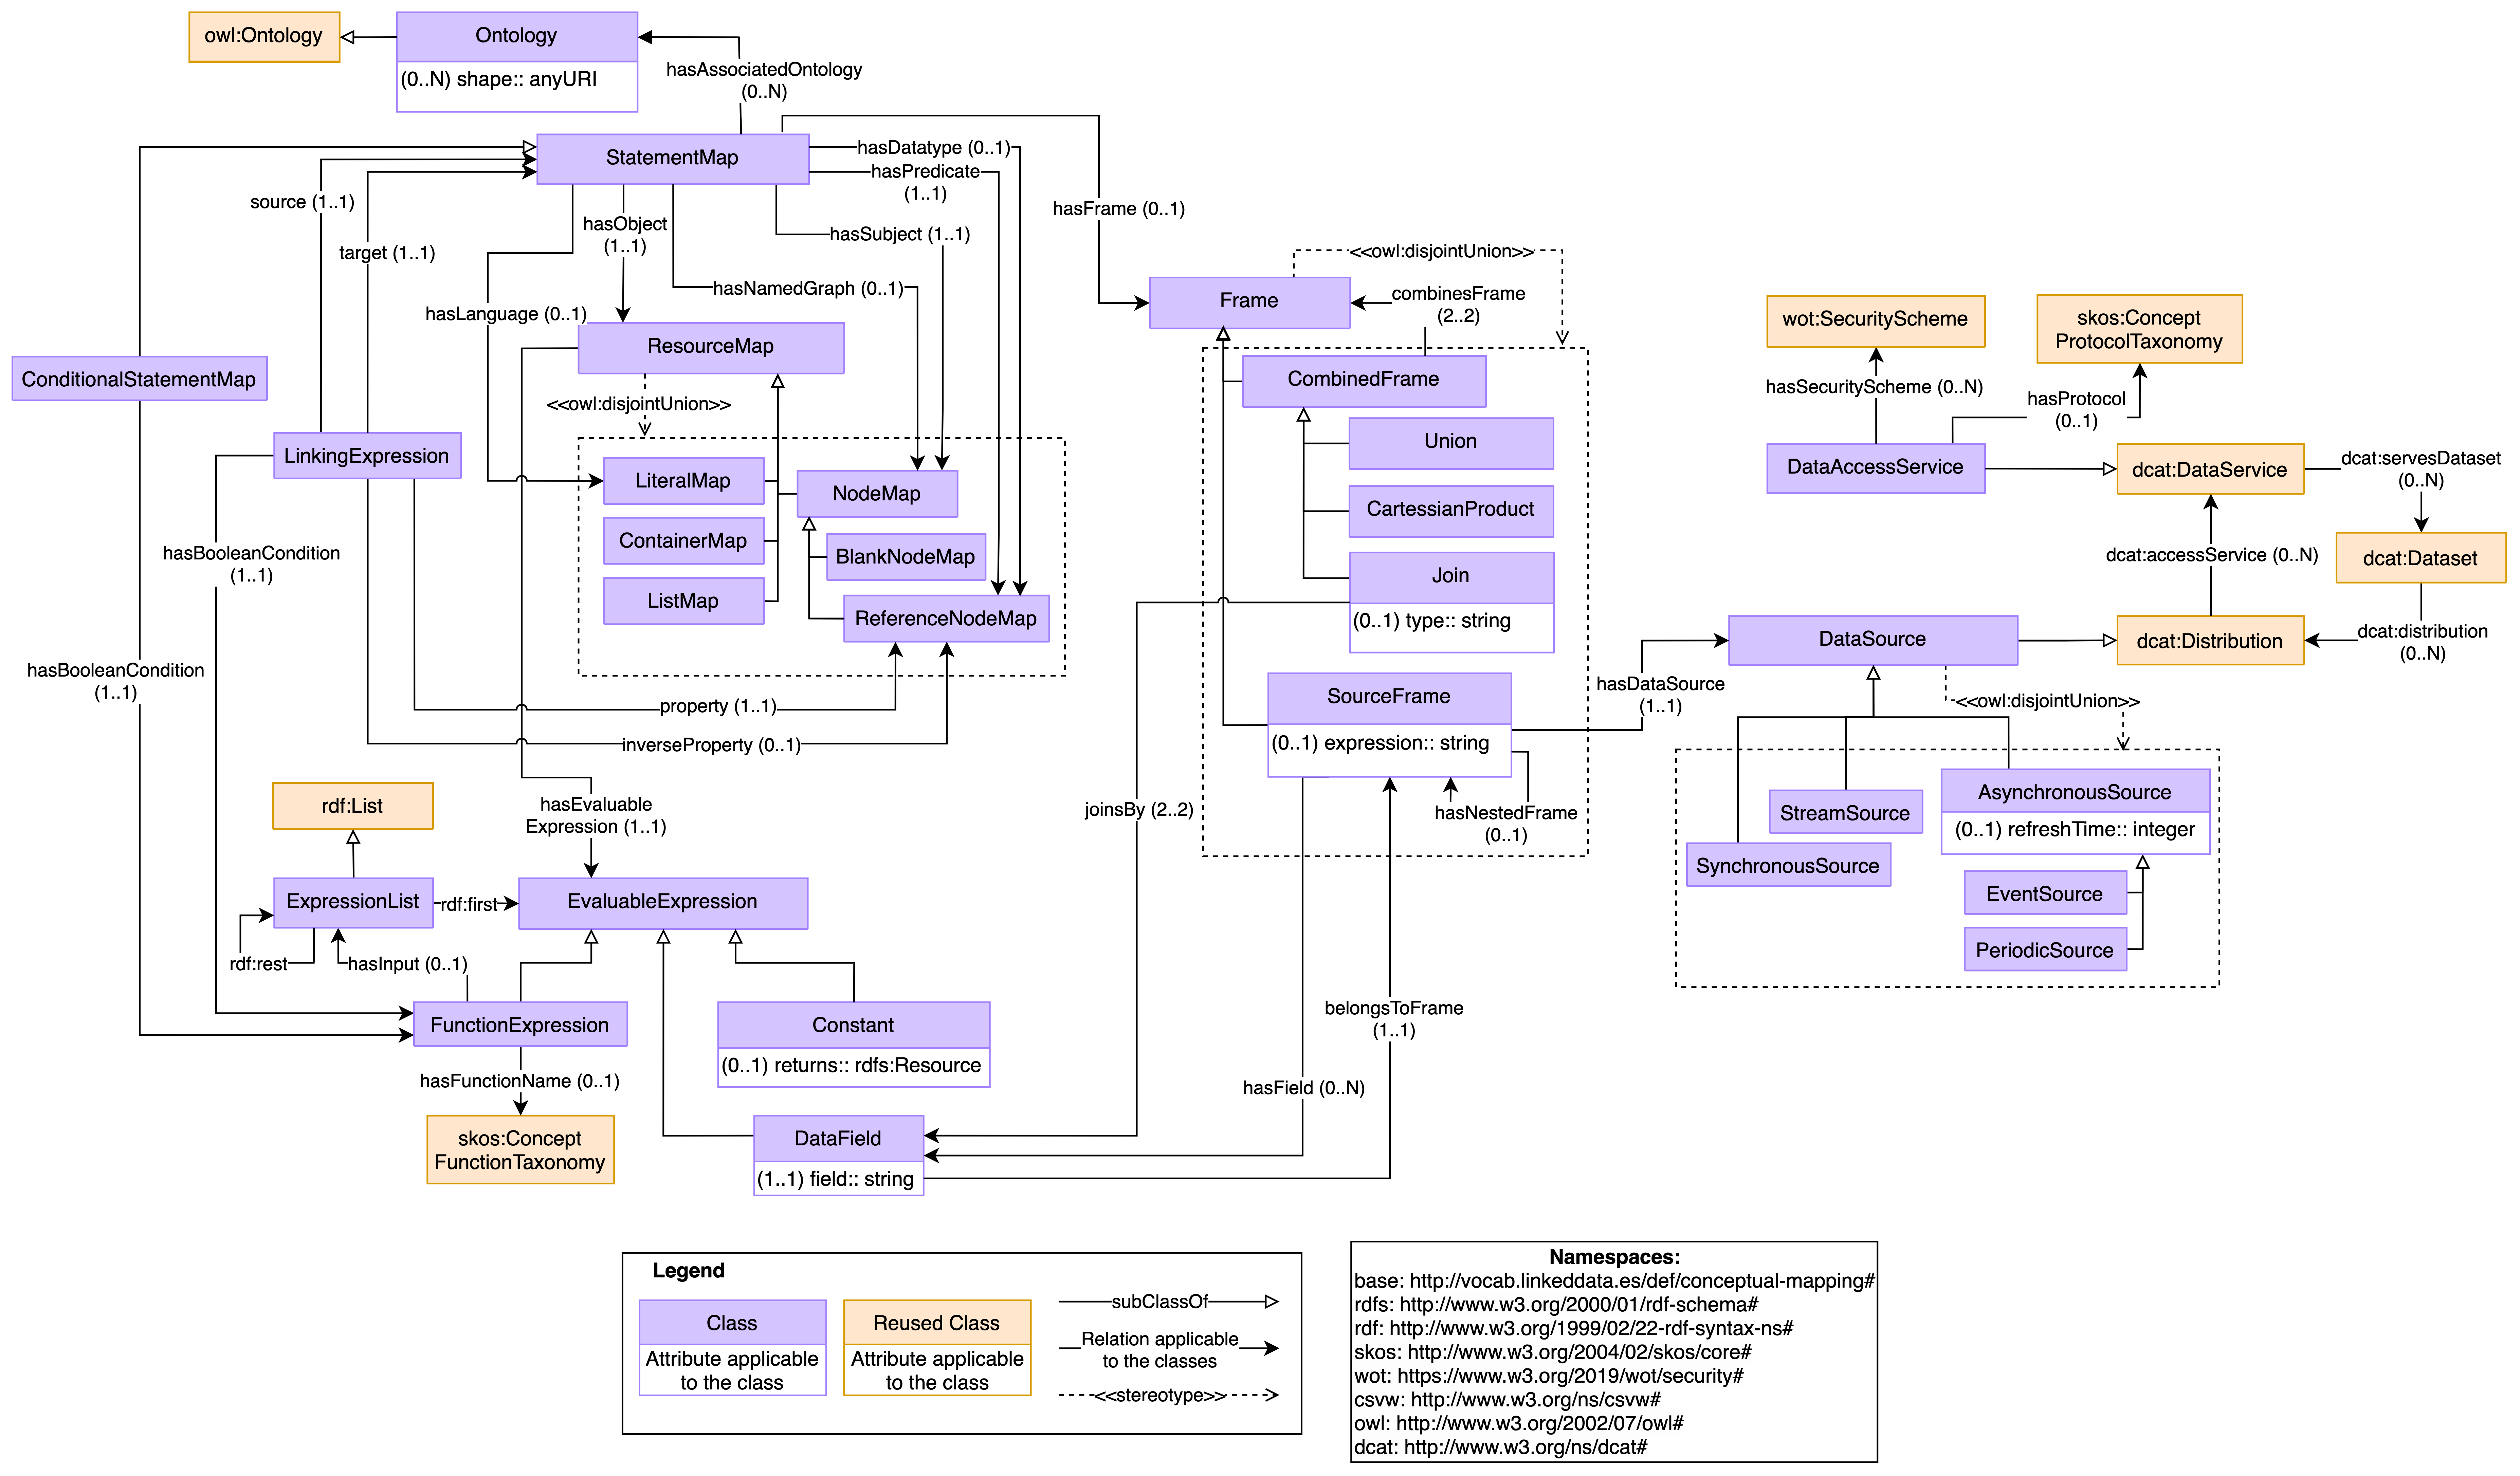 owl:Ontology
Ontology
(0..N) shape:: anyURI
hasAssociatedOntology
(0..N)
StatementMap
hasDatatype (0..1)
hasPredicate
(1..1)
source (1..1)
hasObject
(1..1)
hasSubject (1..1)
hasFrame (0..1)
target (1..1)
<<owl:disjointUnion>>
hasNamedGraph (0..1)
hasLanguage (0..1)
Frame
combinesFrame
(2..2)
wot:SecurityScheme
skos:Concept
ProtocolTaxonomy
ResourceMap
ConditionalStatementMap
<<owl:disjointUnion>>
CombinedFrame
hasSecurityScheme (0..N)
hasProtocol
(0..1)
LinkingExpression
Union
DataAccessService
dcat:DataService
dcat:servesDataset
(0..N)
LiteralMap
NodeMap
CartessianProduct
ContainerMap
BlankNodeMap
hasBooleanCondition
(1..1)
dcat:accessService (0..N)
dcat:Dataset
ListMap
ReferenceNodeMap
Join
(0..1) type:: string
DataSource
dcat:Distribution
dcat:distribution
(0..N)
hasBooleanCondition
(1..1)
property (1..1)
inverseProperty (0..1)
SourceFrame
(0..1) expression:: string
hasDataSource
(1..1)
<<owl:disjointUnion>>
rdf:List
hasEvaluable
Expression (1..1)
joinsBy (2..2)
hasNestedFrame
(0..1)
StreamSource
AsynchronousSource
(0..1) refreshTime:: integer
SynchronousSource
ExpressionList
rdf:first
EvaluableExpression
EventSource
PeriodicSource
rdf:rest
hasInput (0..1)
FunctionExpression
Constant
(0..1) returns:: rdfs:Resource
belongsToFrame
(1..1)
hasFunctionName (0..1)
hasField (0..N)
skos:Concept
FunctionTaxonomy
DataField
(1..1) field:: string
Legend
Class
Attribute applicable
to the class
Reused Class
Attribute applicable
to the class
subClassOf
Relation applicable
to the classes
<<stereotype>>
Namespaces:
base: http://vocab.linkeddata.es/def/conceptual-mapping#
rdfs: http://www.w3.org/2000/01/rdf-schema#
rdf: http://www.w3.org/1999/02/22-rdf-syntax-ns#
skos: http://www.w3.org/2004/02/skos/core#
wot: https://www.w3.org/2019/wot/security#
csvw: http://www.w3.org/ns/csvw#
owl: http://www.w3.org/2002/07/owl#
dcat: http://www.w3.org/ns/dcat#